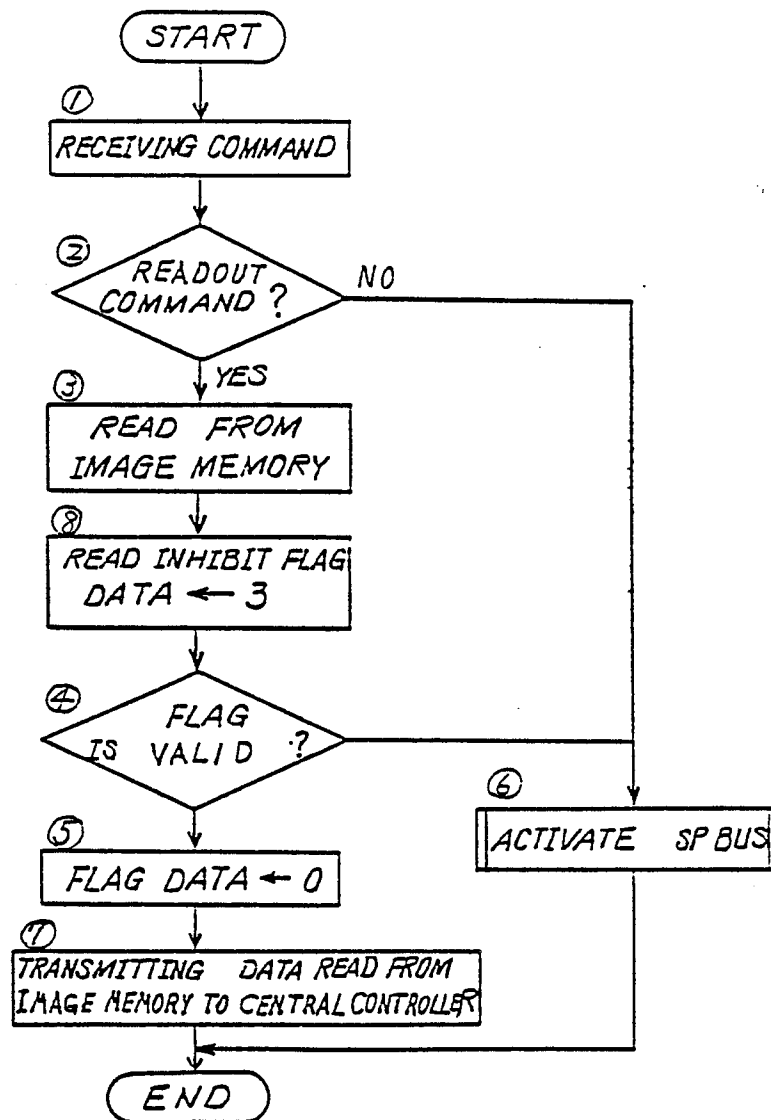 START
①
RECEIVING COMMAND
②
READOUT
COMMAND ?
NO
YES
③
READ FROM
IMAGE MEMORY
⑧
READ INHIBIT FLAG
DATA ← 3
④
FLAG
IS VALID ?
⑥
ACTIVATE SP BUS
⑤
FLAG DATA ← 0
⑦
TRANSMITTING DATA READ FROM
IMAGE MEMORY TO CENTRAL CONTROLLER
END